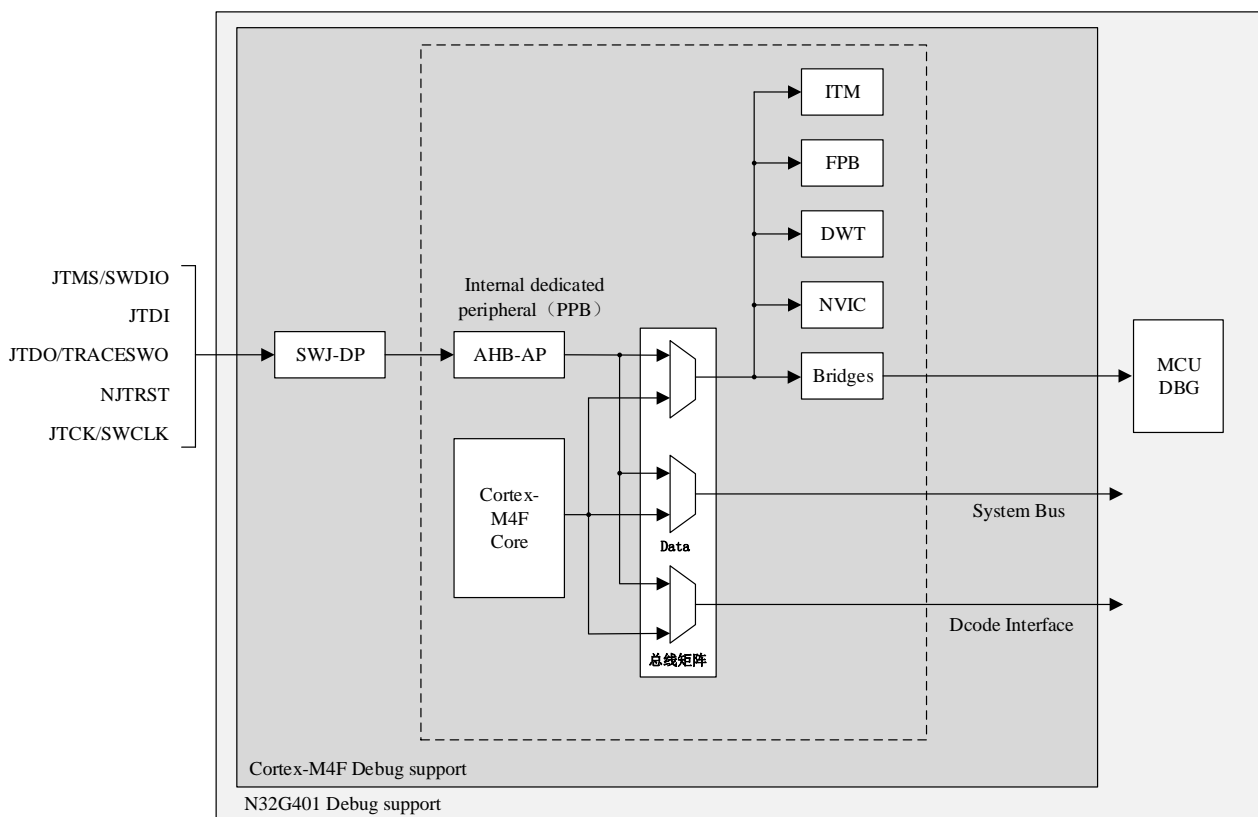 ITM
FPB
DWT
NVIC
Bridges
JTMS/SWDIO
JTDI
JTDO/TRACESWO
NJTRST
JTCK/SWCLK
SWJ-DP
Internal dedicated
peripheral（PPB）
AHB-AP
Cortex-
M4F
Core
Data
总线矩阵
MCU
DBG
System Bus
Dcode Interface
Cortex-M4F Debug support
N32G401 Debug support